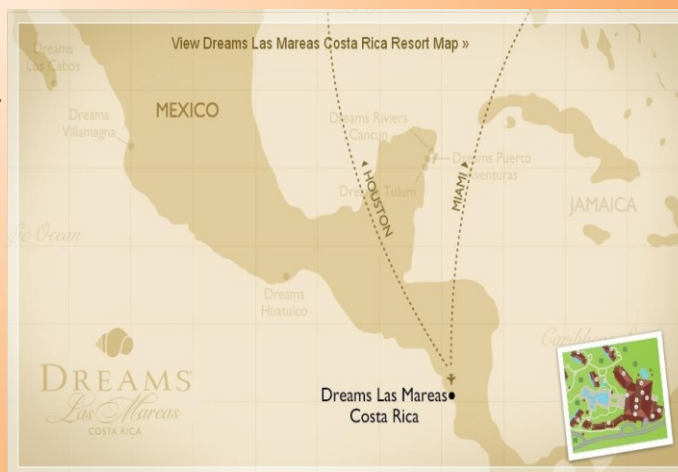 View Dreams Las Mareas Costa Rica Resort Map »
Dreams
Los Cabos
MEXICO
Dreams
Villamagna
Dreams Riviera
Cancun
Dreams Puerto
Aventuras
Dreams Tulum
HOUSTON
MIAMI
JAMAICA
Pacific Ocean
Dreams
Huatulco
Caribbean
DREAMS
Las Mareas
COSTA RICA
Dreams Las Mareas
Costa Rica